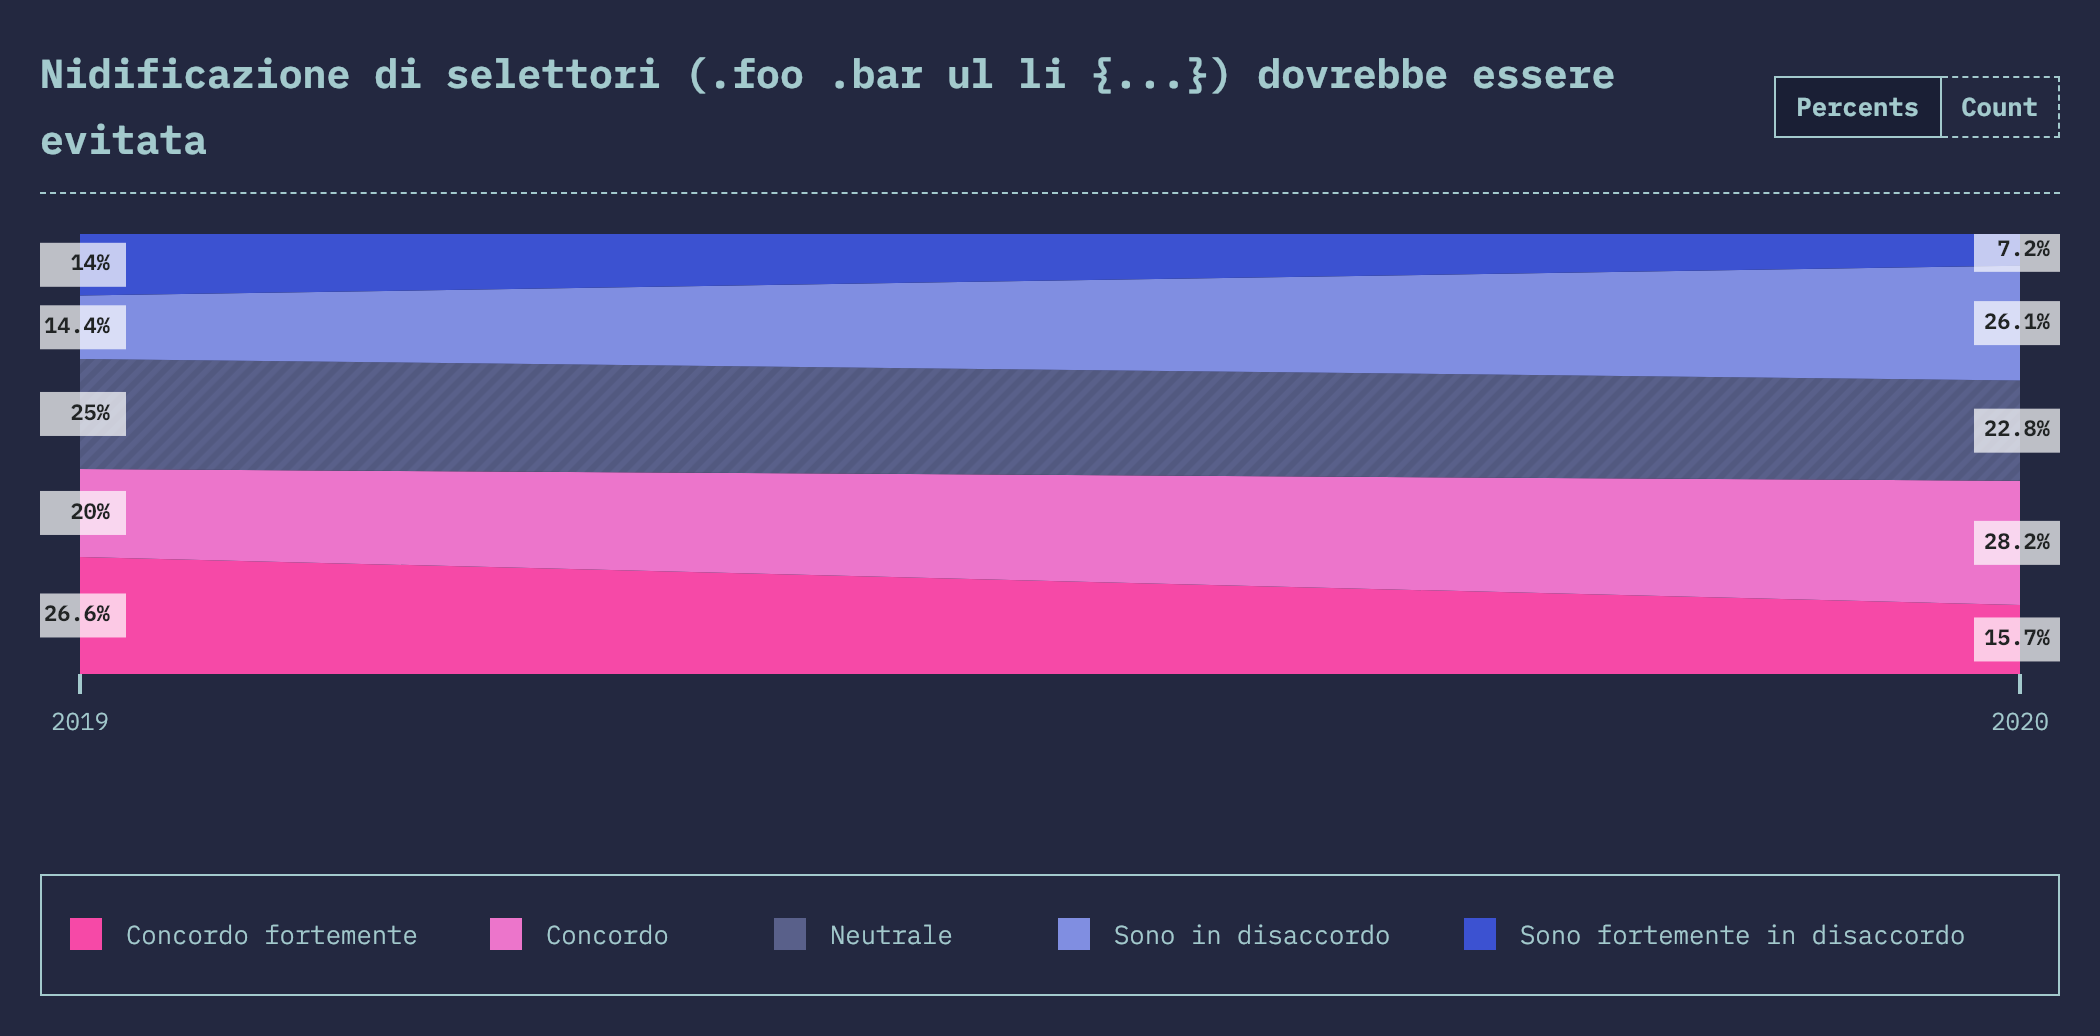 Nidificazione di selettori (.foo .bar ul li {...}) dovrebbe essere
evitata
Percents
Count
14%
7.2%
14.4%
26.1%
25%
22.8%
20%
28.2%
26.6%
15.7%
2019
2020
Concordo fortemente
Concordo
Neutrale
Sono in disaccordo
Sono fortemente in disaccordo